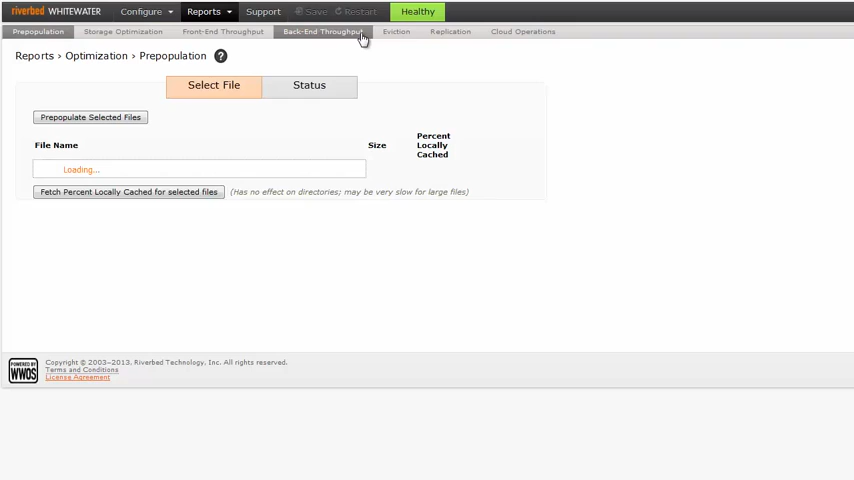 riverbed WHITEWATER Configure Reports Support Save Restart Healthy
Prepopulation Storage Optimization Front-End Throughput Back-End Throughput Eviction Replication Cloud Operations
Reports › Optimization › Prepopulation ?
Select File Status
Prepopulate Selected Files
File Name Size Percent Locally Cached
Loading...
Fetch Percent Locally Cached for selected files (Has no effect on directories; may be very slow for large files)
POWERED BY WWOS
Copyright © 2003–2013, Riverbed Technology, Inc. All rights reserved.
Terms and Conditions
License Agreement